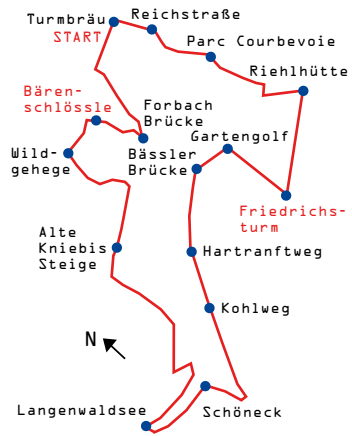 Reichstraße
Turmbräu
START
Parc Courbevoie
Riehlhütte
Bären-
schlössle
Forbach
Brücke
Gartengolf
Wild-
gehege
Bässler
Brücke
Friedrichs-
turm
Alte
Kniebis
Steige
Hartranftweg
Kohlweg
N
Langenwaldsee
Schöneck